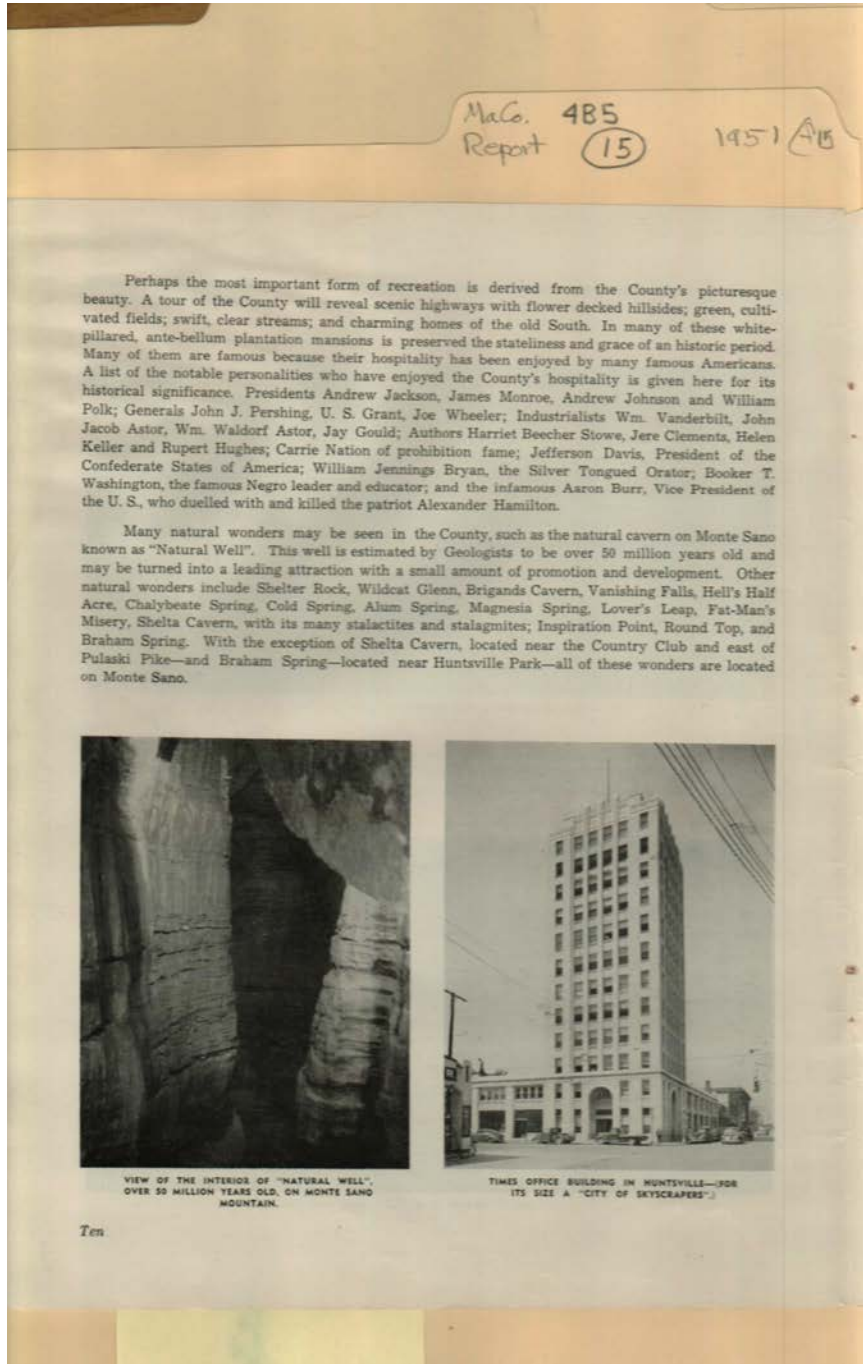 MaCo. 4B5
Report 15 1951
Perhaps the most important form of recreation is derived from the County's picturesque
beauty. A tour of the County will reveal scenic highways with flower decked hillsides; green, culti-
vated fields; swift, clear streams; and charming homes of the old South. In many of these white-
pillared, ante-bellum plantation mansions is preserved the stateliness and grace of an historic period.
Many of them are famous because their hospitality has been enjoyed by many famous Americans.
A list of the notable personalities who have enjoyed the County's hospitality is given here for its
historical significance. Presidents Andrew Jackson, James Monroe, Andrew Johnson and William
Polk; Generals John J. Pershing, U. S. Grant, Joe Wheeler; Industrialists Wm. Vanderbilt, John
Jacob Astor, Wm. Waldorf Astor, Jay Gould; Authors Harriet Beecher Stowe, Jere Clements, Helen
Keller and Rupert Hughes; Carrie Nation of prohibition fame; Jefferson Davis, President of the
Confederate States of America; William Jennings Bryan, the Silver Tongued Orator; Booker T.
Washington, the famous Negro leader and educator; and the infamous Aaron Burr, Vice President of
the U. S., who duelled with and killed the patriot Alexander Hamilton.
Many natural wonders may be seen in the County, such as the natural cavern on Monte Sano
known as "Natural Well". This well is estimated by Geologists to be over 50 million years old and
may be turned into a leading attraction with a small amount of promotion and development. Other
natural wonders include Shelter Rock, Wildcat Glenn, Brigands Cavern, Vanishing Falls, Hell's Half
Acre, Chalybeate Spring, Cold Spring, Alum Spring, Magnesia Spring, Lover's Leap, Fat-Man's
Misery, Shelta Cavern, with its many stalactites and stalagmites; Inspiration Point, Round Top, and
Braham Spring. With the exception of Shelta Cavern, located near the Country Club and east of
Pulaski Pike—and Braham Spring—located near Huntsville Park—all of these wonders are located
on Monte Sano.
VIEW OF THE INTERIOR OF "NATURAL WELL",
OVER 50 MILLION YEARS OLD, ON MONTE SANO
MOUNTAIN.
TIMES OFFICE BUILDING IN HUNTSVILLE—(FOR
ITS SIZE A "CITY OF SKYSCRAPERS".)
Ten